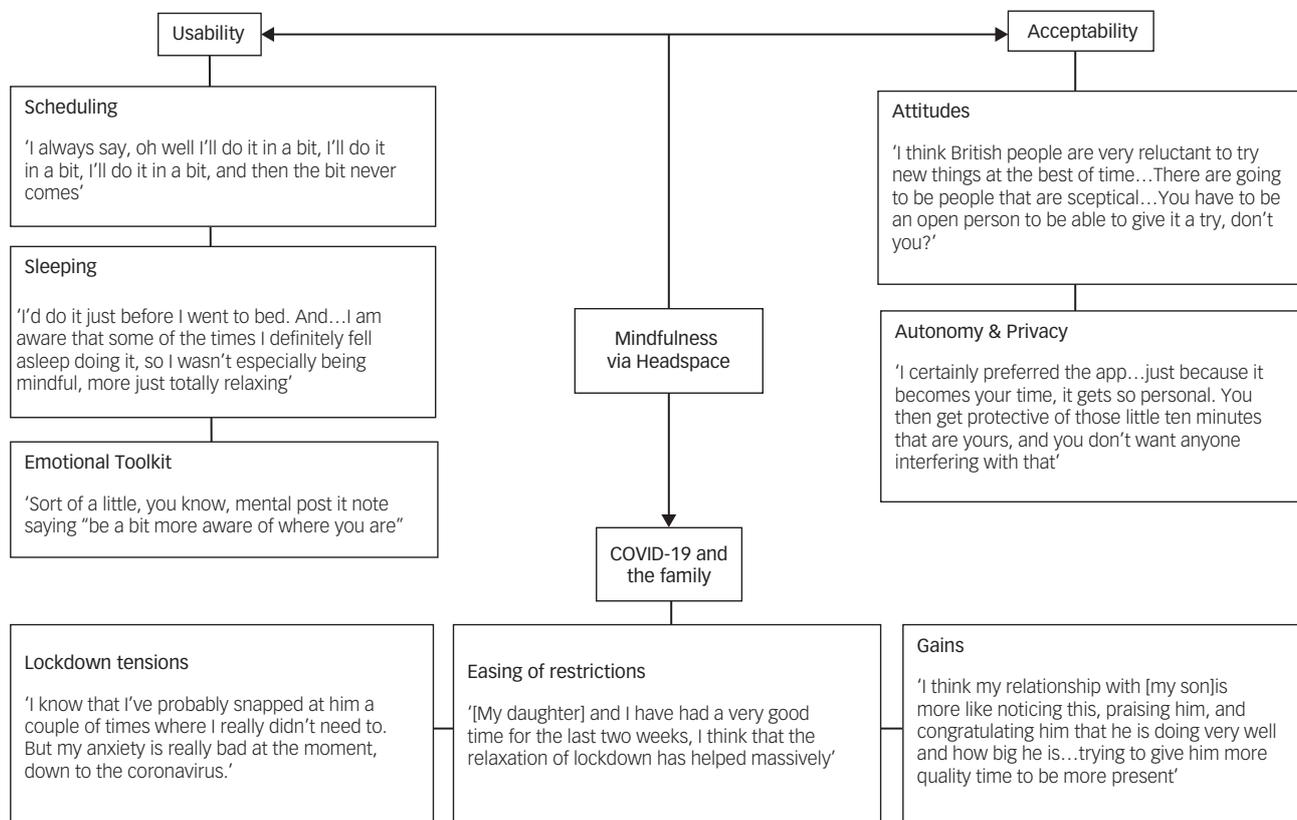 Usability
Acceptability
Scheduling
‘I always say, oh well I’ll do it in a bit, I’ll do it
in a bit, I’ll do it in a bit, and then the bit never
comes’
Sleeping
‘I’d do it just before I went to bed. And…I am
aware that some of the times I definitely fell
asleep doing it, so I wasn’t especially being
mindful, more just totally relaxing’
Emotional Toolkit
‘Sort of a little, you know, mental post it note
saying “be a bit more aware of where you are”
Attitudes
‘I think British people are very reluctant to try
new things at the best of time…There are going
to be people that are sceptical…You have to be
an open person to be able to give it a try, don’t
you?’
Autonomy & Privacy
‘I certainly preferred the app…just because it
becomes your time, it gets so personal. You
then get protective of those little ten minutes
that are yours, and you don’t want anyone
interfering with that’
Mindfulness
via Headspace
COVID-19 and
the family
Lockdown tensions
‘I know that I’ve probably snapped at him a
couple of times where I really didn’t need to.
But my anxiety is really bad at the moment,
down to the coronavirus.’
Easing of restrictions
‘[My daughter] and I have had a very good
time for the last two weeks, I think that the
relaxation of lockdown has helped massively’
Gains
‘I think my relationship with [my son]is
more like noticing this, praising him, and
congratulating him that he is doing very well
and how big he is…trying to give him more
quality time to be more present’